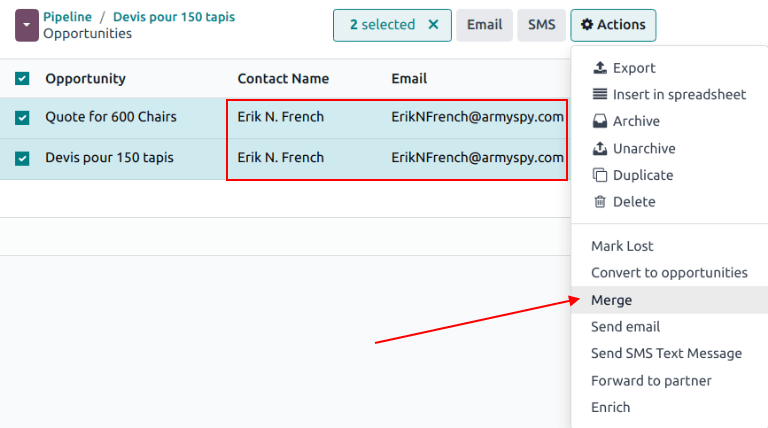 Pipeline / Devis pour 150 tapis
Opportunities
2 selected ✕ Email SMS Actions
Opportunity Contact Name Email
Quote for 600 Chairs Erik N. French ErikNFrench@armyspy.com
Devis pour 150 tapis Erik N. French ErikNFrench@armyspy.com
Export
Insert in spreadsheet
Archive
Unarchive
Duplicate
Delete
Mark Lost
Convert to opportunities
Merge
Send email
Send SMS Text Message
Forward to partner
Enrich